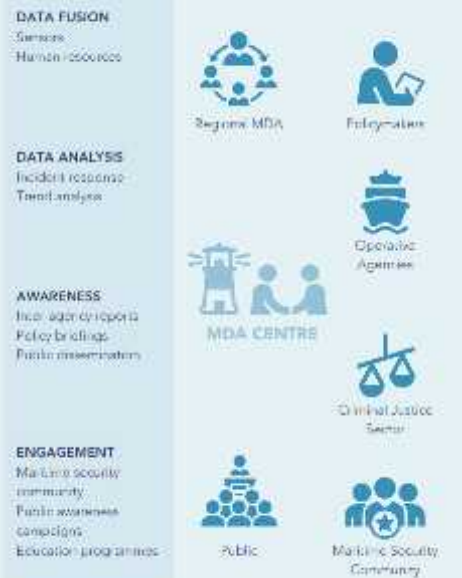 DATA FUSION
Sensors
Human resources
DATA ANALYSIS
Incident response
Trend analysis
AWARENESS
Inter-agency reports
Policy briefings
Public dissemination
ENGAGEMENT
Maritime security
community
Public awareness
campaigns
Education programmes
Regional MDA
Policymakers
Operative
Agencies
MDA CENTRE
Criminal Justice
Sector
Public
Maritime Security
Community